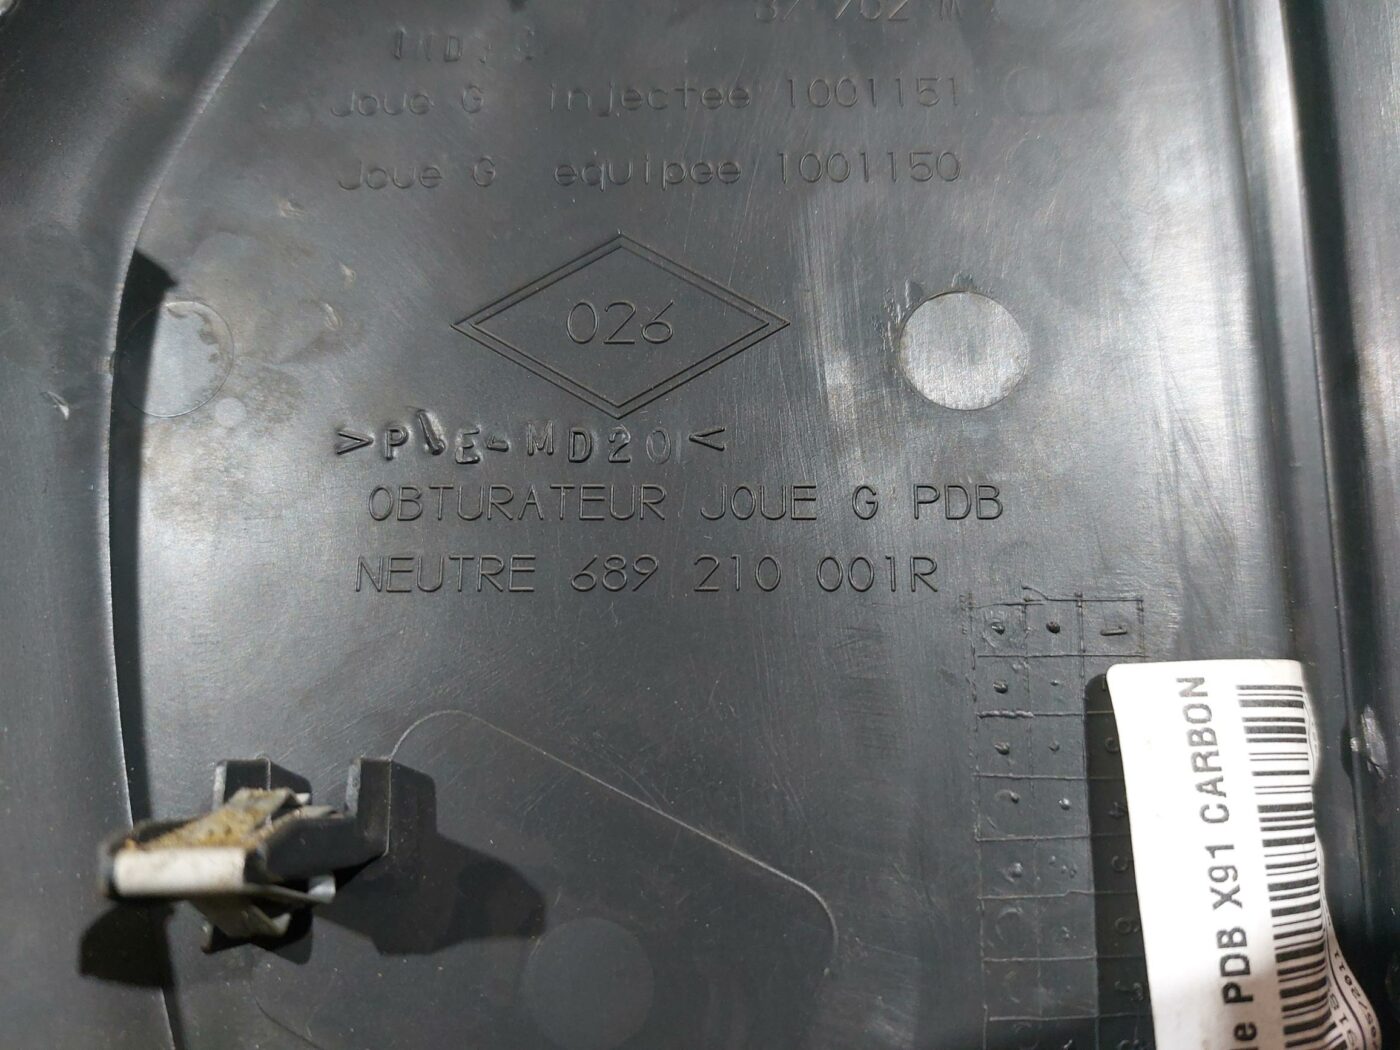 Joue G injectee 1001151
Joue G equipee 1001150
026
>P/E-MD20<
OBTURATEUR JOUE G PDB
NEUTRE 689 210 001R
PDB X91 CARBON